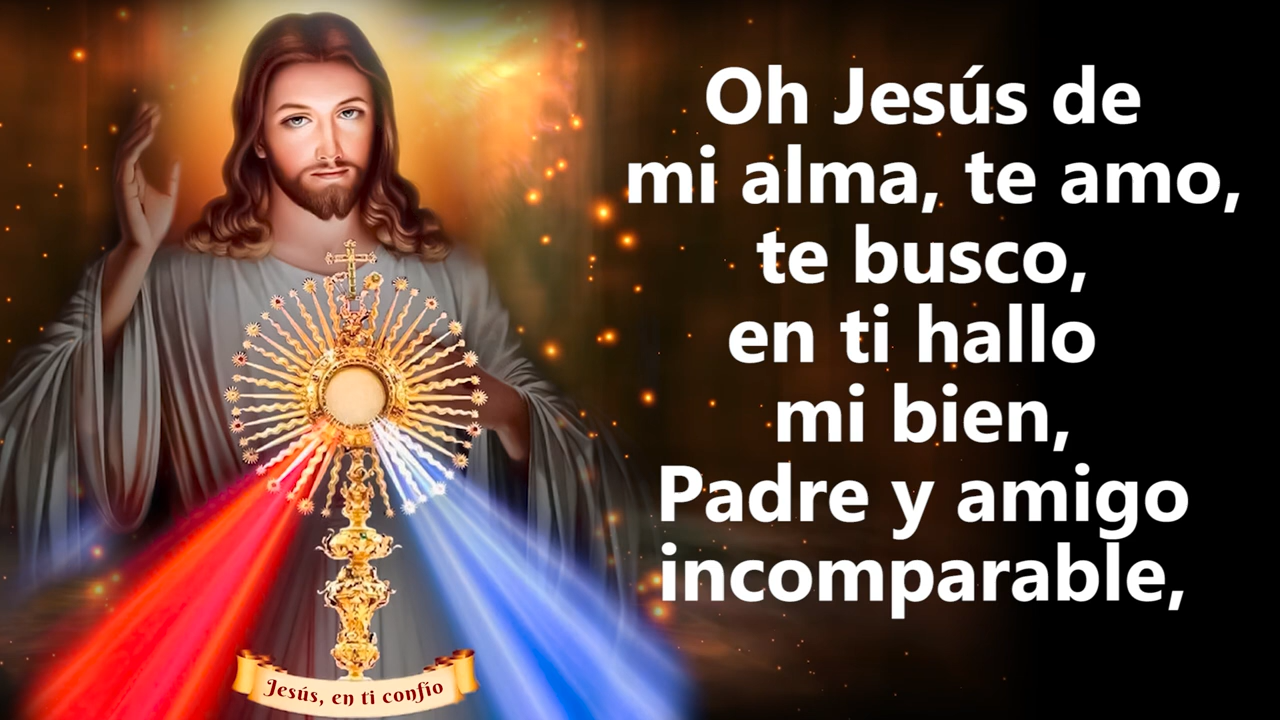 Oh Jesús de
mi alma, te amo,
te busco,
en ti hallo
mi bien,
Padre y amigo
incomparable,
Jesús, en ti confío